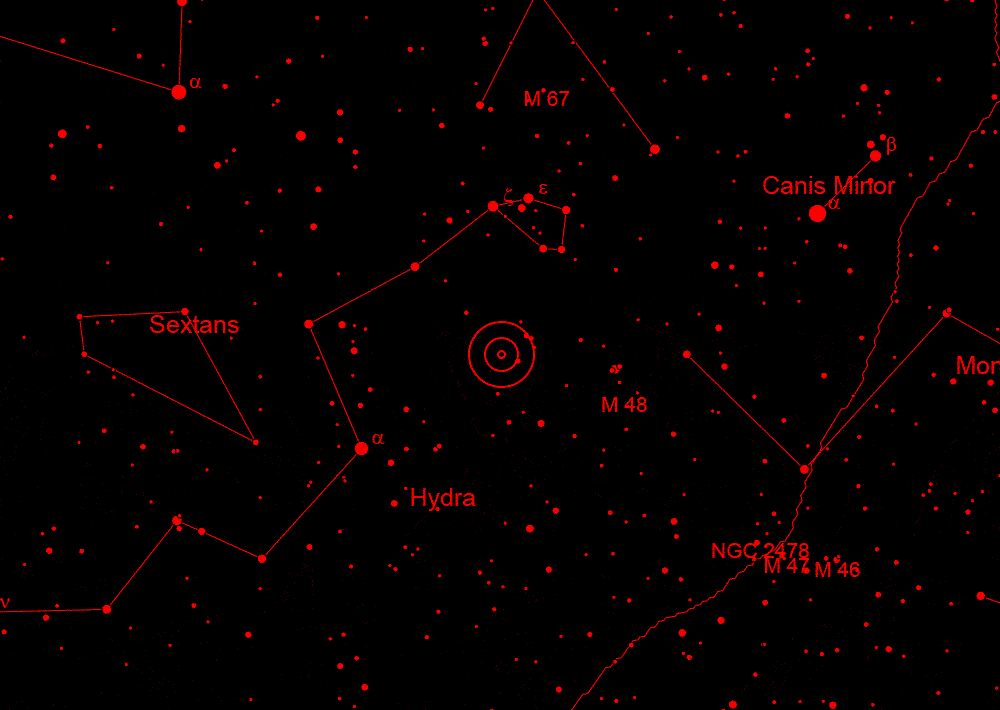 α
M 67
β
Canis Minor
α
ζ
ε
Sextans
Mon
M 48
α
Hydra
NGC 2478
M 47
M 46
ν